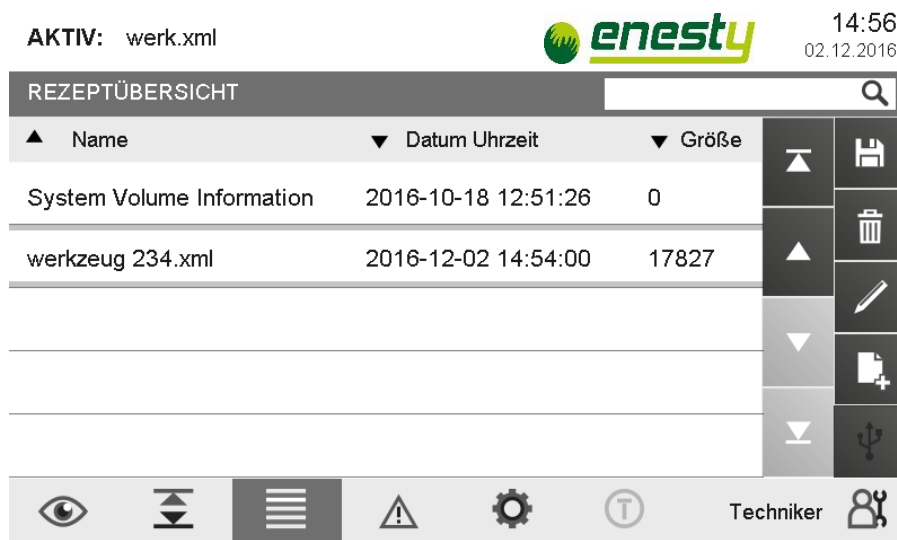 AKTIV: werk.xml
enesty
14:56
02.12.2016
REZEPTÜBERSICHT
Name
Datum Uhrzeit
Größe
System Volume Information 2016-10-18 12:51:26 0
werkzeug 234.xml 2016-12-02 14:54:00 17827
T
Techniker